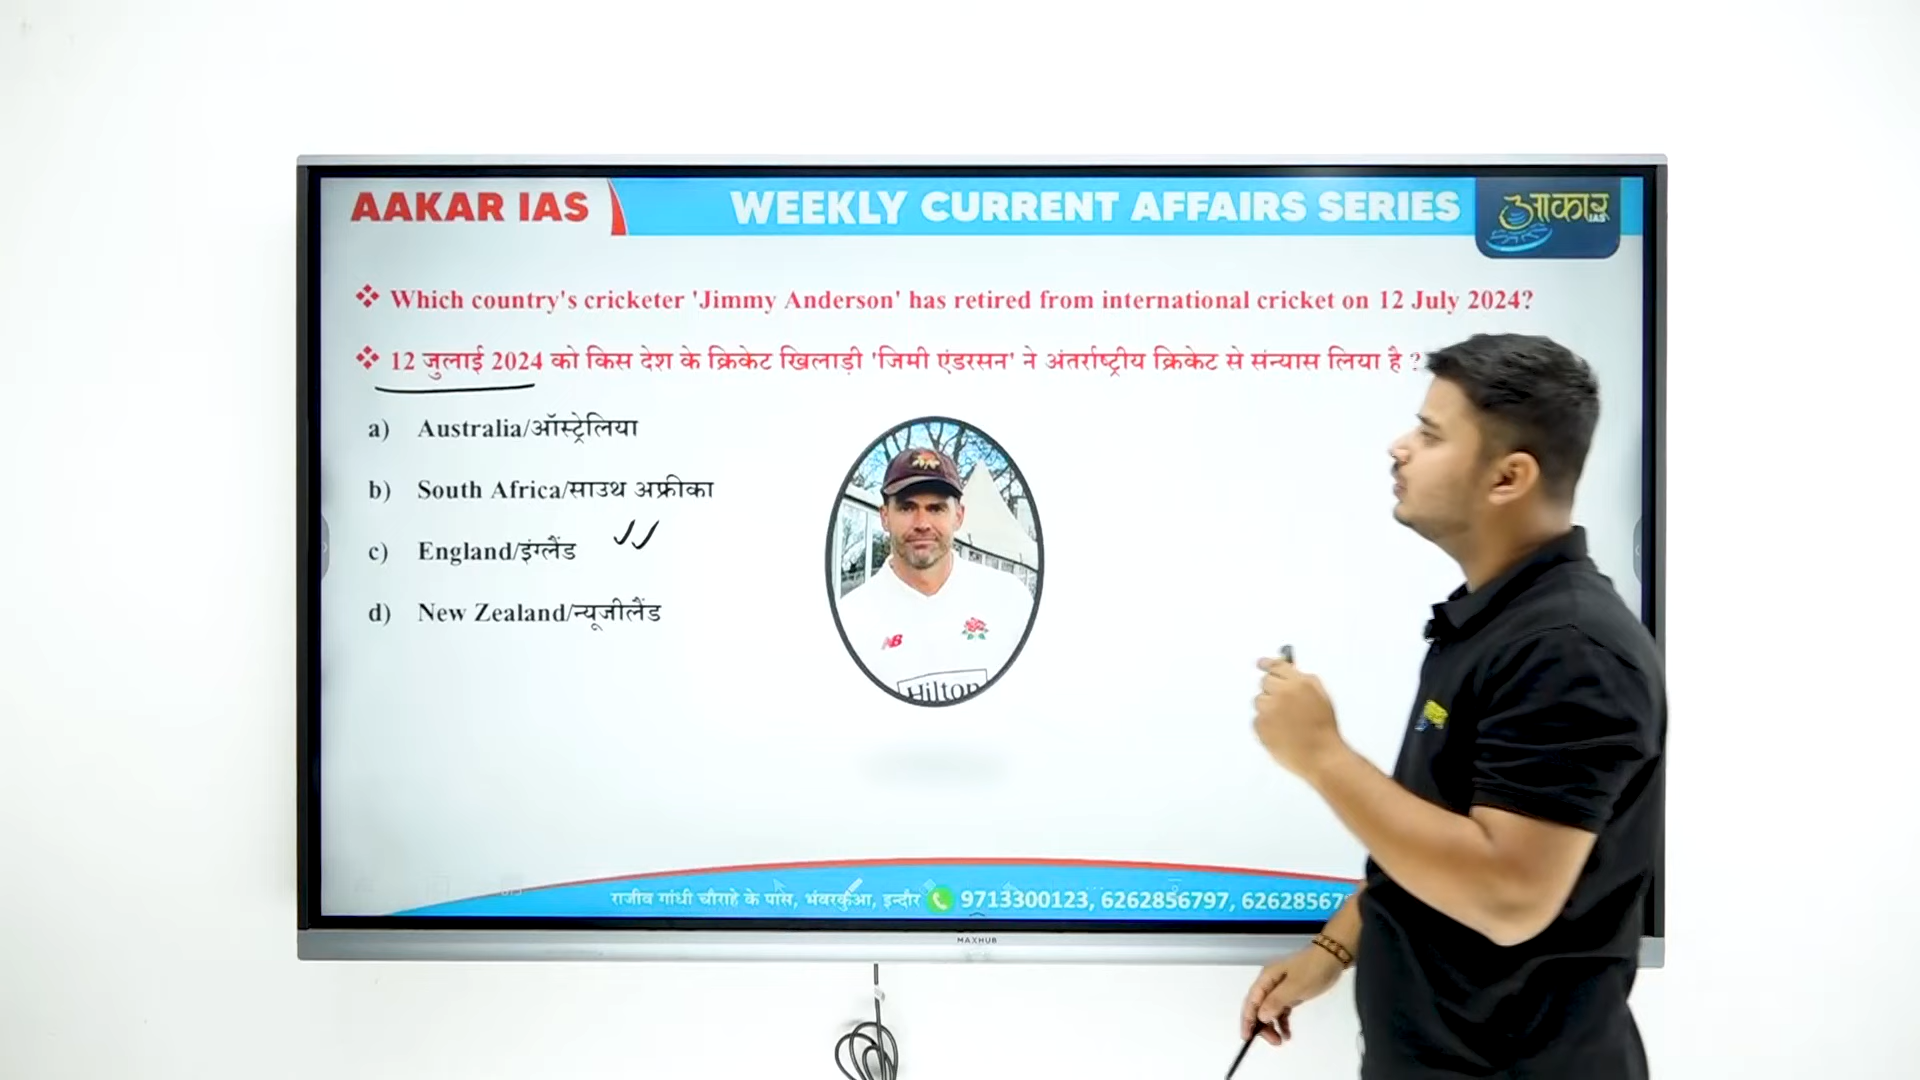 AAKAR IAS
WEEKLY CURRENT AFFAIRS SERIES
आकार
IAS
Which country's cricketer 'Jimmy Anderson' has retired from international cricket on 12 July 2024?
12 जुलाई 2024 को किस देश के क्रिकेट खिलाड़ी 'जिमी एंडरसन' ने अंतर्राष्ट्रीय क्रिकेट से संन्यास लिया है ?
a) Australia/ऑस्ट्रेलिया
b) South Africa/साउथ अफ्रीका
c) England/इंग्लैंड
d) New Zealand/न्यूजीलैंड
NB
Hilton
राजीव गांधी चौराहे के पास, भंवरकुँआ, इन्दौर 9713300123, 6262856797, 62628567
MAXHUB